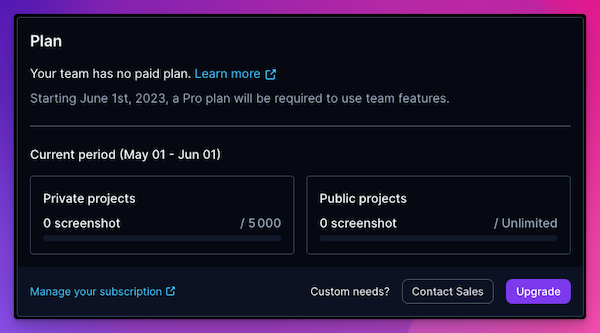 Plan
Your team has no paid plan. Learn more
Starting June 1st, 2023, a Pro plan will be required to use team features.
Current period (May 01 - Jun 01)
Private projects
0 screenshot / 5 000
Public projects
0 screenshot / Unlimited
Manage your subscription
Custom needs?
Contact Sales
Upgrade